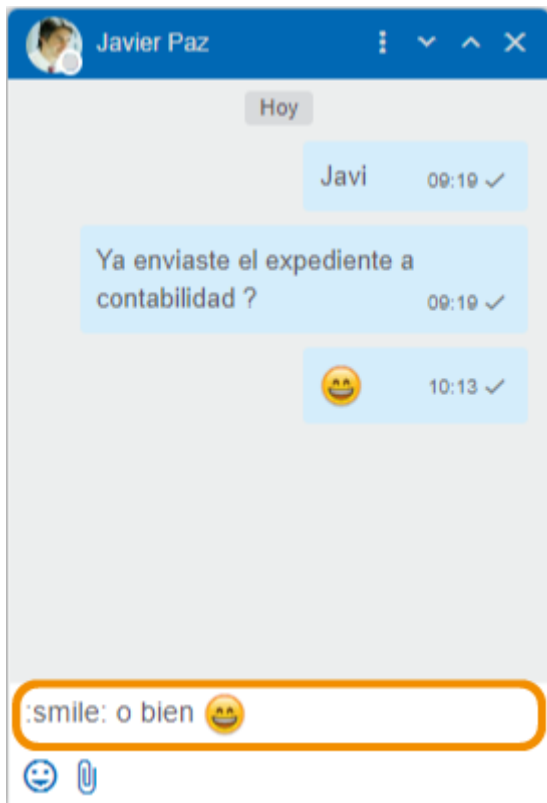 Javier Paz
Hoy
Javi 09:19
Ya enviaste el expediente a
contabilidad ? 09:19
😄 10:13
:smile: o bien 😄